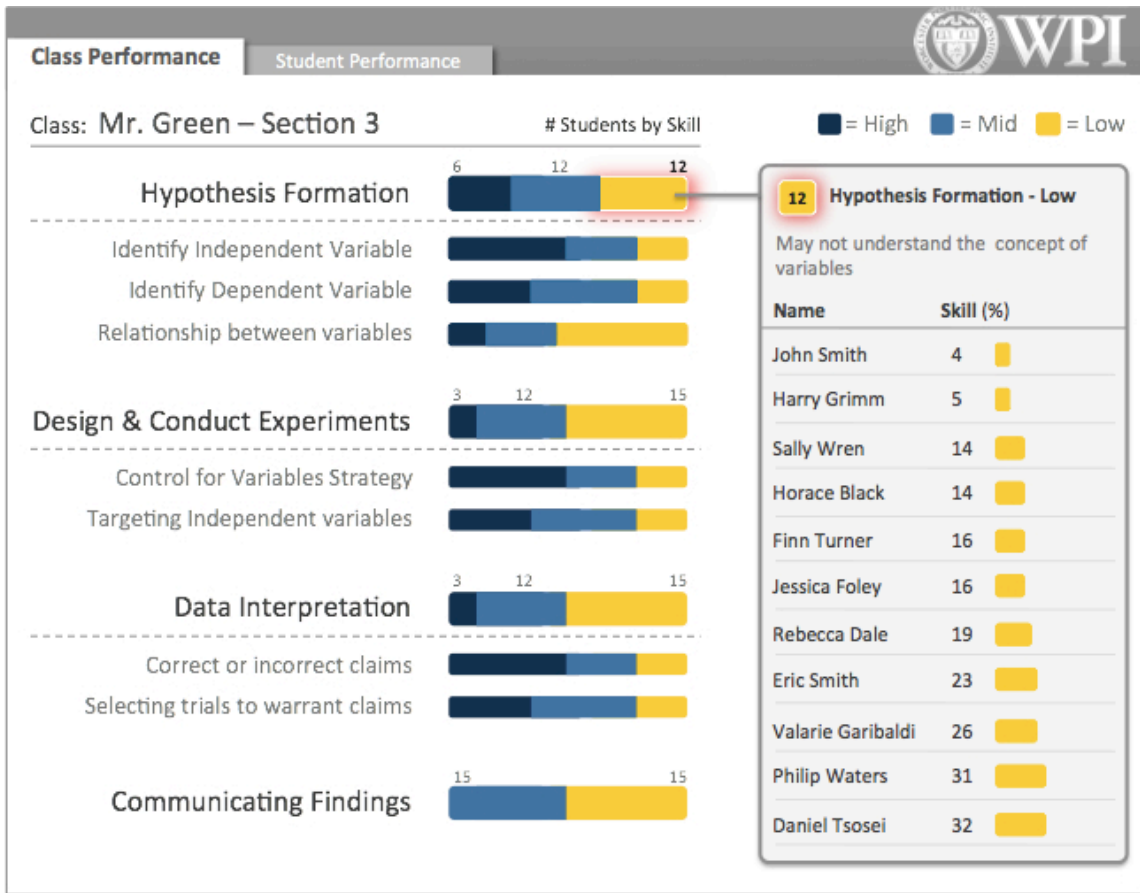 WORCESTER POLYTECHNIC INSTITUTE
WPI
Class Performance
Student Performance
Class: Mr. Green – Section 3
# Students by Skill
= High
= Mid
= Low
6 12 12
Hypothesis Formation
Identify Independent Variable
Identify Dependent Variable
Relationship between variables
3 12 15
Design & Conduct Experiments
Control for Variables Strategy
Targeting Independent variables
3 12 15
Data Interpretation
Correct or incorrect claims
Selecting trials to warrant claims
15 15
Communicating Findings
12 Hypothesis Formation - Low
May not understand the concept of
variables
Name Skill (%)
John Smith 4
Harry Grimm 5
Sally Wren 14
Horace Black 14
Finn Turner 16
Jessica Foley 16
Rebecca Dale 19
Eric Smith 23
Valarie Garibaldi 26
Philip Waters 31
Daniel Tsosei 32